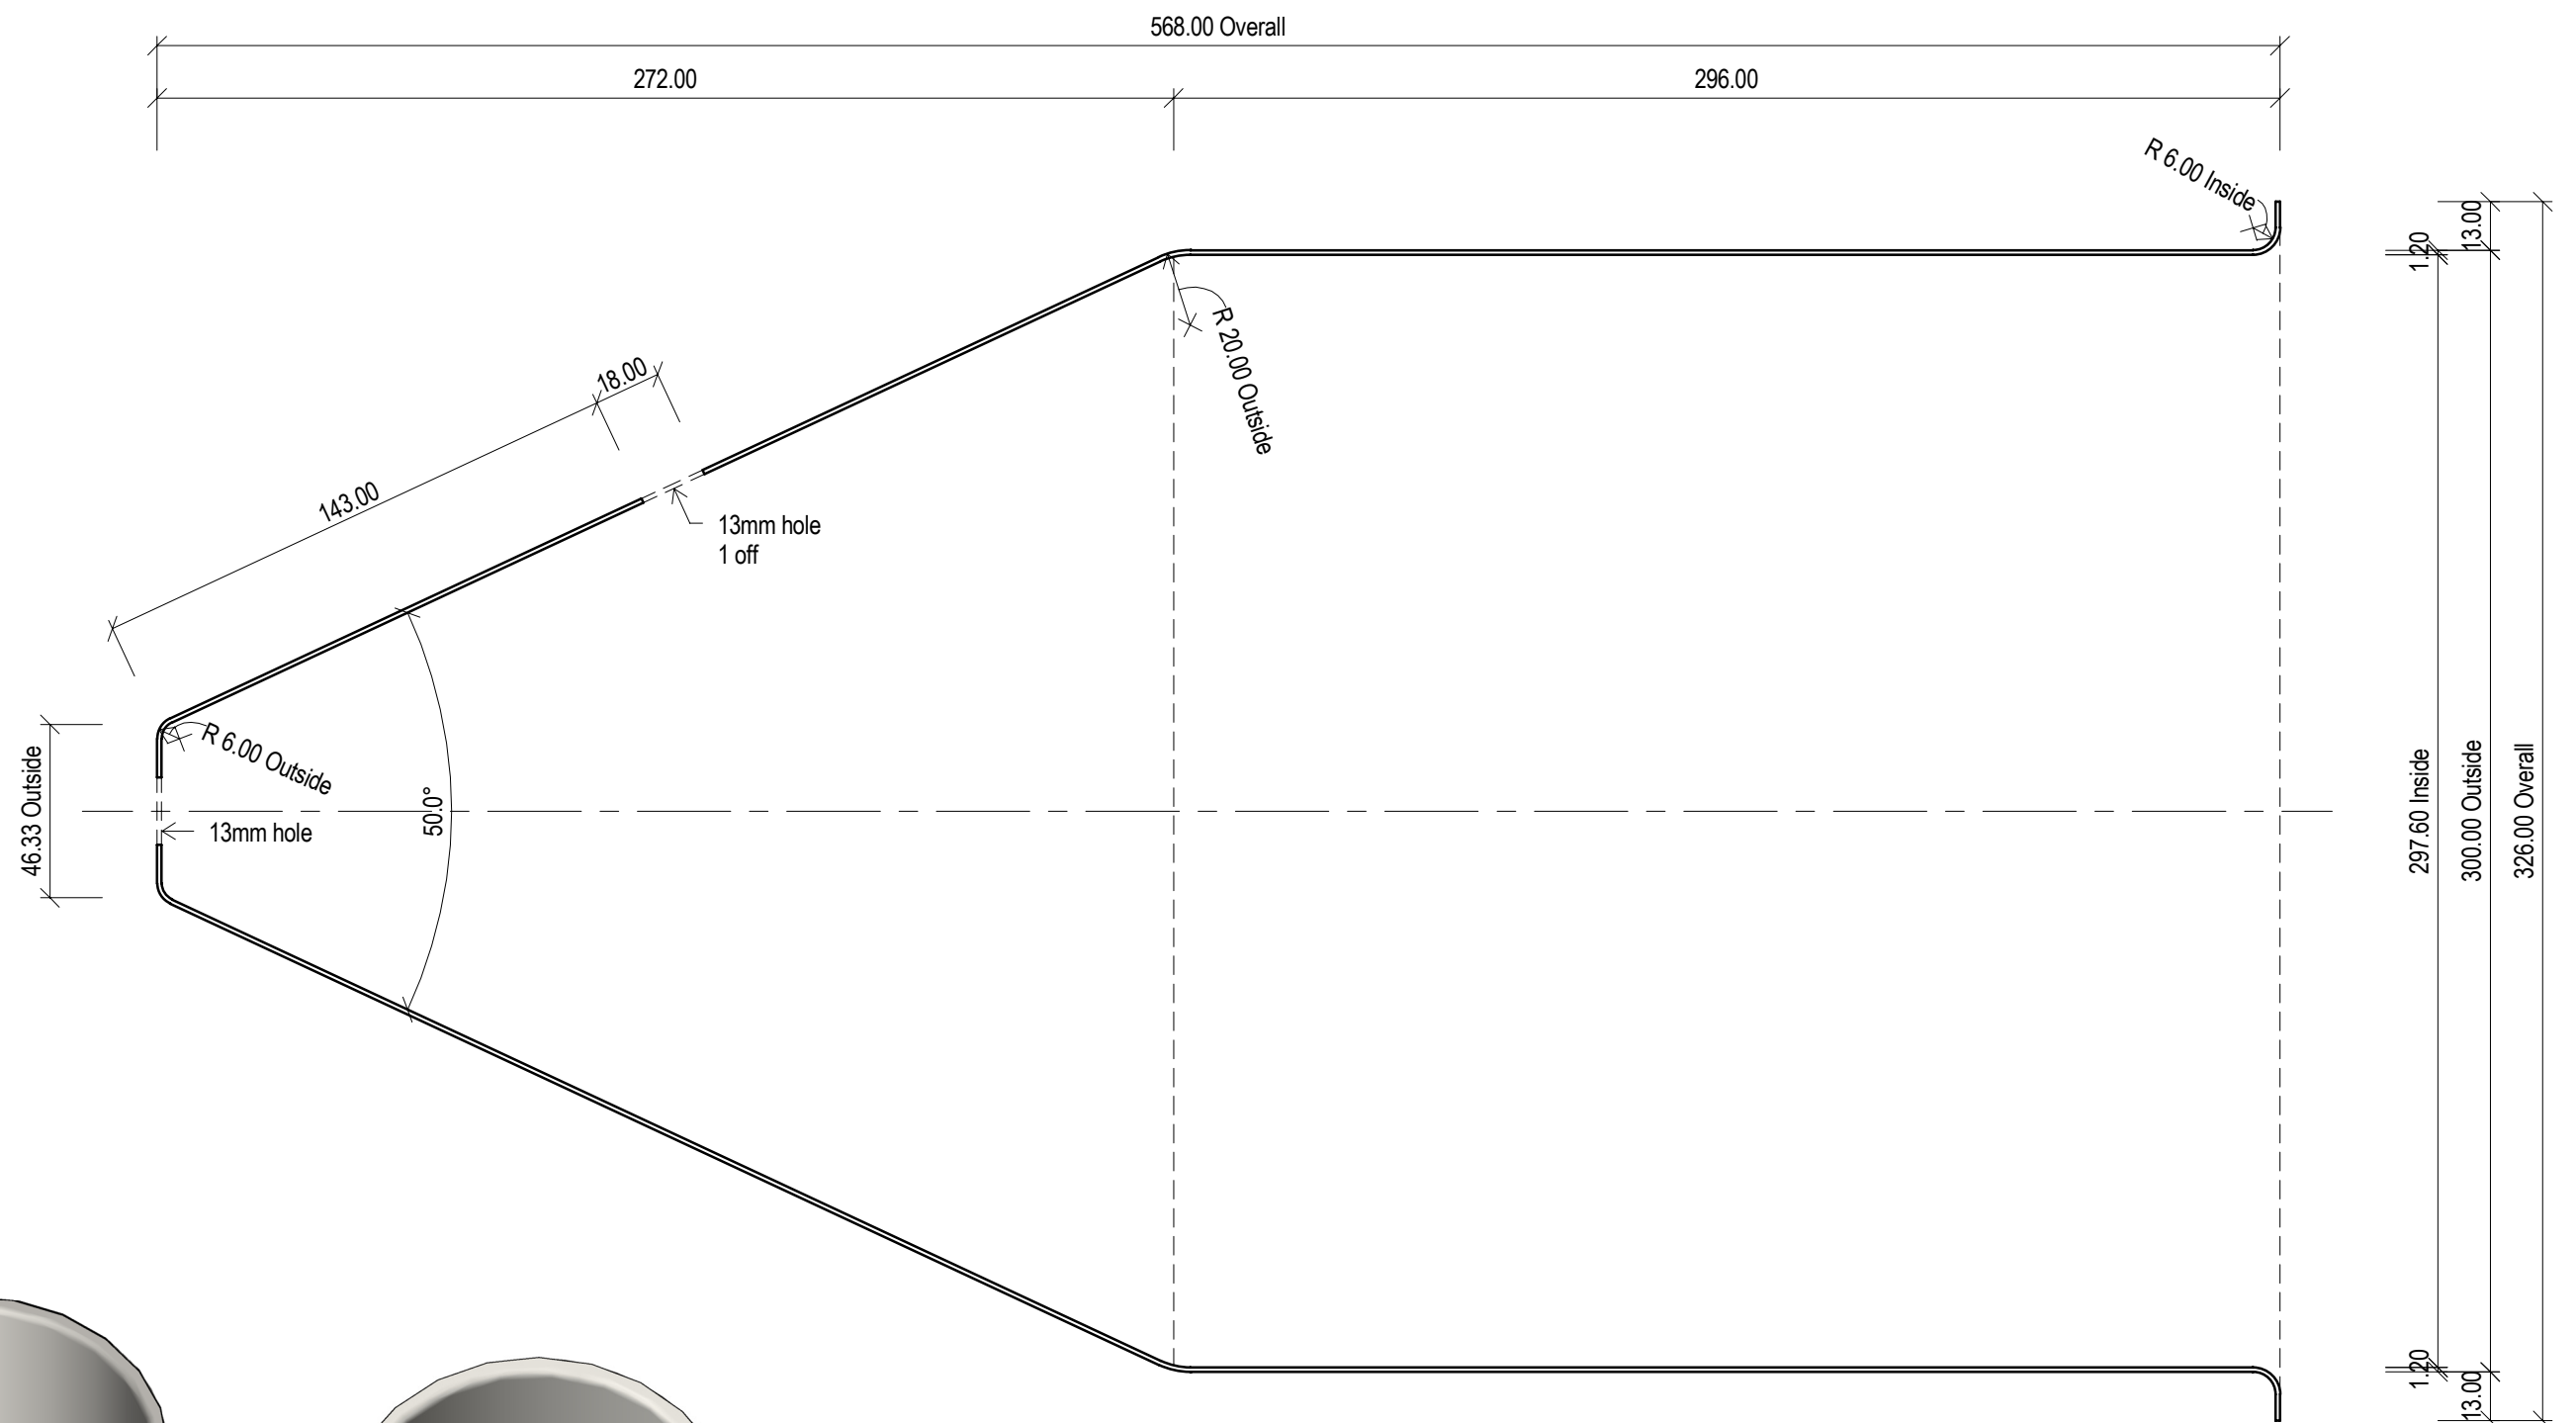 568.00 Overall
272.00
296.00
R 6.00 Inside
13.00
1.20
R 20.00 Outside
18.00
143.00
13mm hole
1 off
R 6.00 Outside
46.33 Outside
50.0°
13mm hole
297.60 Inside
300.00 Outside
326.00 Overall
1.20
13.00